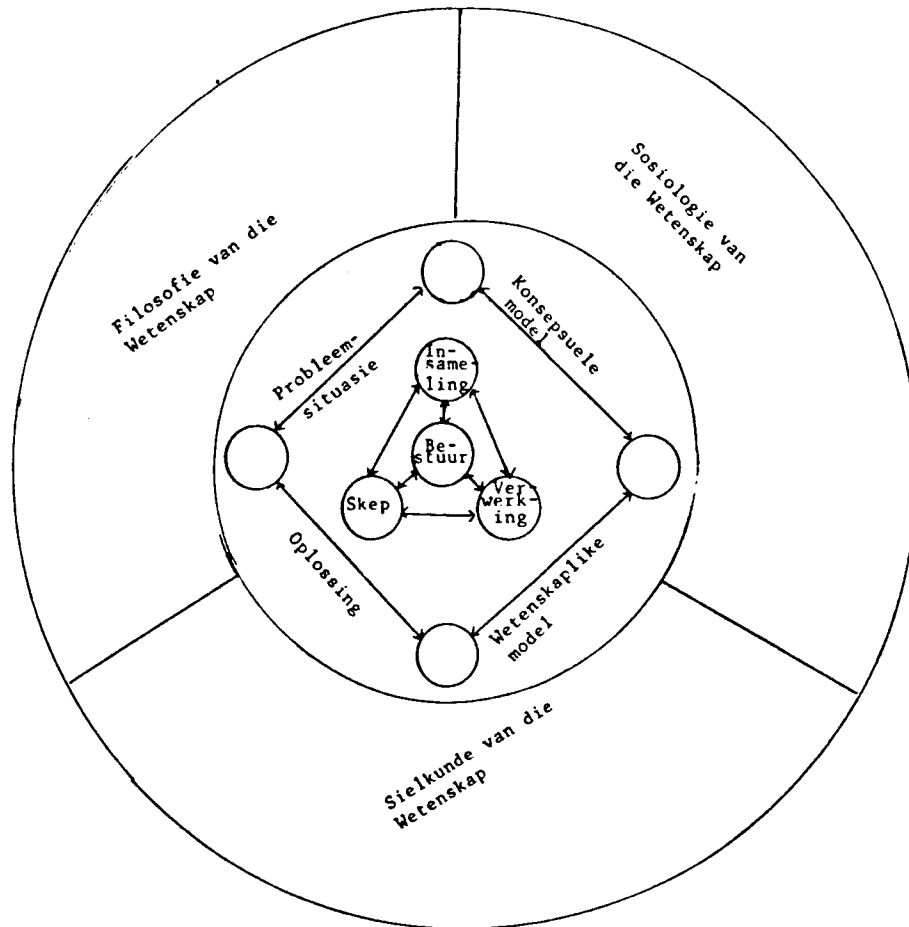 Sosiologie van
die Wetenskap
Filosofie van die
Wetenskap
Konsepsuele
model
Probleem-
situasie
In-
same-
ling
Be-
stuur
Skep
Ver-
werk-
ing
Oplossing
Wetenskaplike
model
Sielkunde van die
Wetenskap